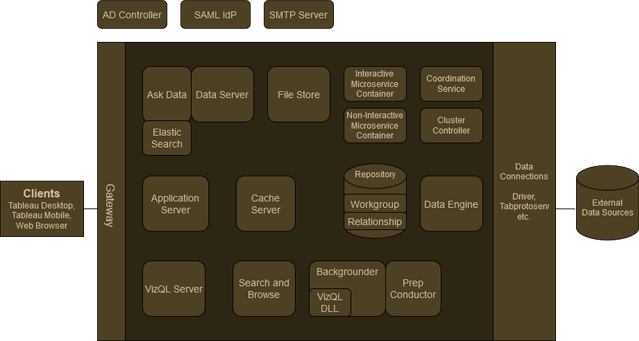 AD Controller
SAML IdP
SMTP Server
Ask Data
Data Server
Elastic
Search
File Store
Interactive
Microservice
Container
Coordination
Service
Non-Interactive
Microservice
Container
Cluster
Controller
Clients
Tableau Desktop,
Tableau Mobile,
Web Browser
Gateway
Application
Server
Cache
Server
Repository
Workgroup
Relationship
Data Engine
Data
Connections
Driver,
Tabprotoserv
etc.
External
Data Sources
VizQL Server
Search and
Browse
Backgrounder
VizQL
DLL
Prep
Conductor